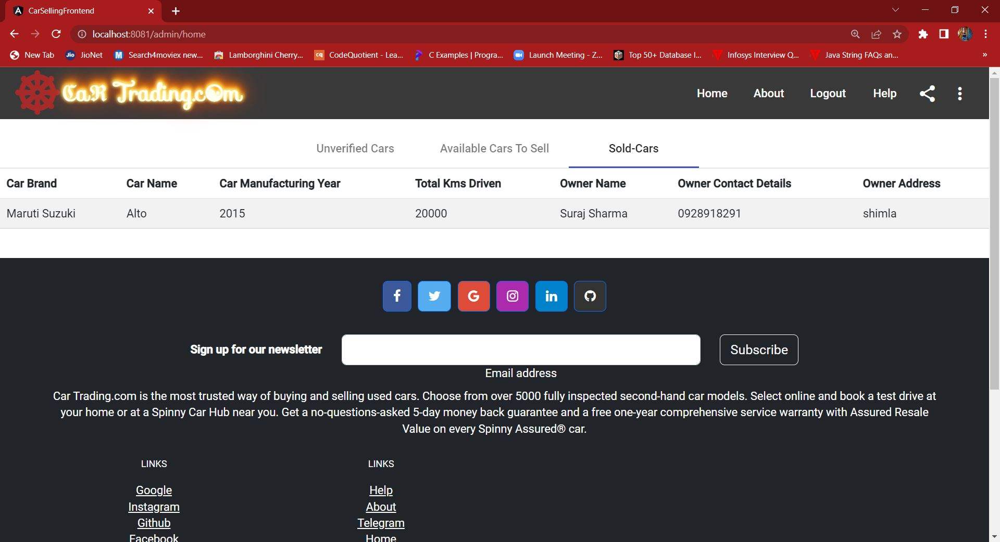 CarSellingFrontend
localhost:8081/admin/home
New Tab JioNet Search4moviex new... Lamborghini Cherry... CodeQuotient - Lea... C Examples | Progra... Launch Meeting - Z... Top 50+ Database I... Infosys Interview Q... Java String FAQs an... »
CaR Trading.com Home About Logout Help
Unverified Cars Available Cars To Sell Sold-Cars
Car Brand Car Name Car Manufacturing Year Total Kms Driven Owner Name Owner Contact Details Owner Address
Maruti Suzuki Alto 2015 20000 Suraj Sharma 0928918291 shimla
Sign up for our newsletter Subscribe
Email address
Car Trading.com is the most trusted way of buying and selling used cars. Choose from over 5000 fully inspected second-hand car models. Select online and book a test drive at
your home or at a Spinny Car Hub near you. Get a no-questions-asked 5-day money back guarantee and a free one-year comprehensive service warranty with Assured Resale
Value on every Spinny Assured® car.
LINKS LINKS
Google Help
Instagram About
Github Telegram
Facebook Home